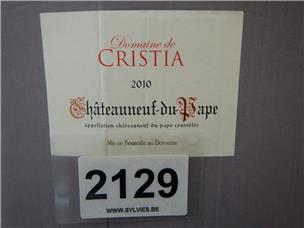 Domaine de
CRISTIA
2010
Châteauneuf-du-Pape
appellation châteauneuf-du-pape contrôlée
Mis en Bouteille au Domaine
2129
WWW.SYLVIES.BE